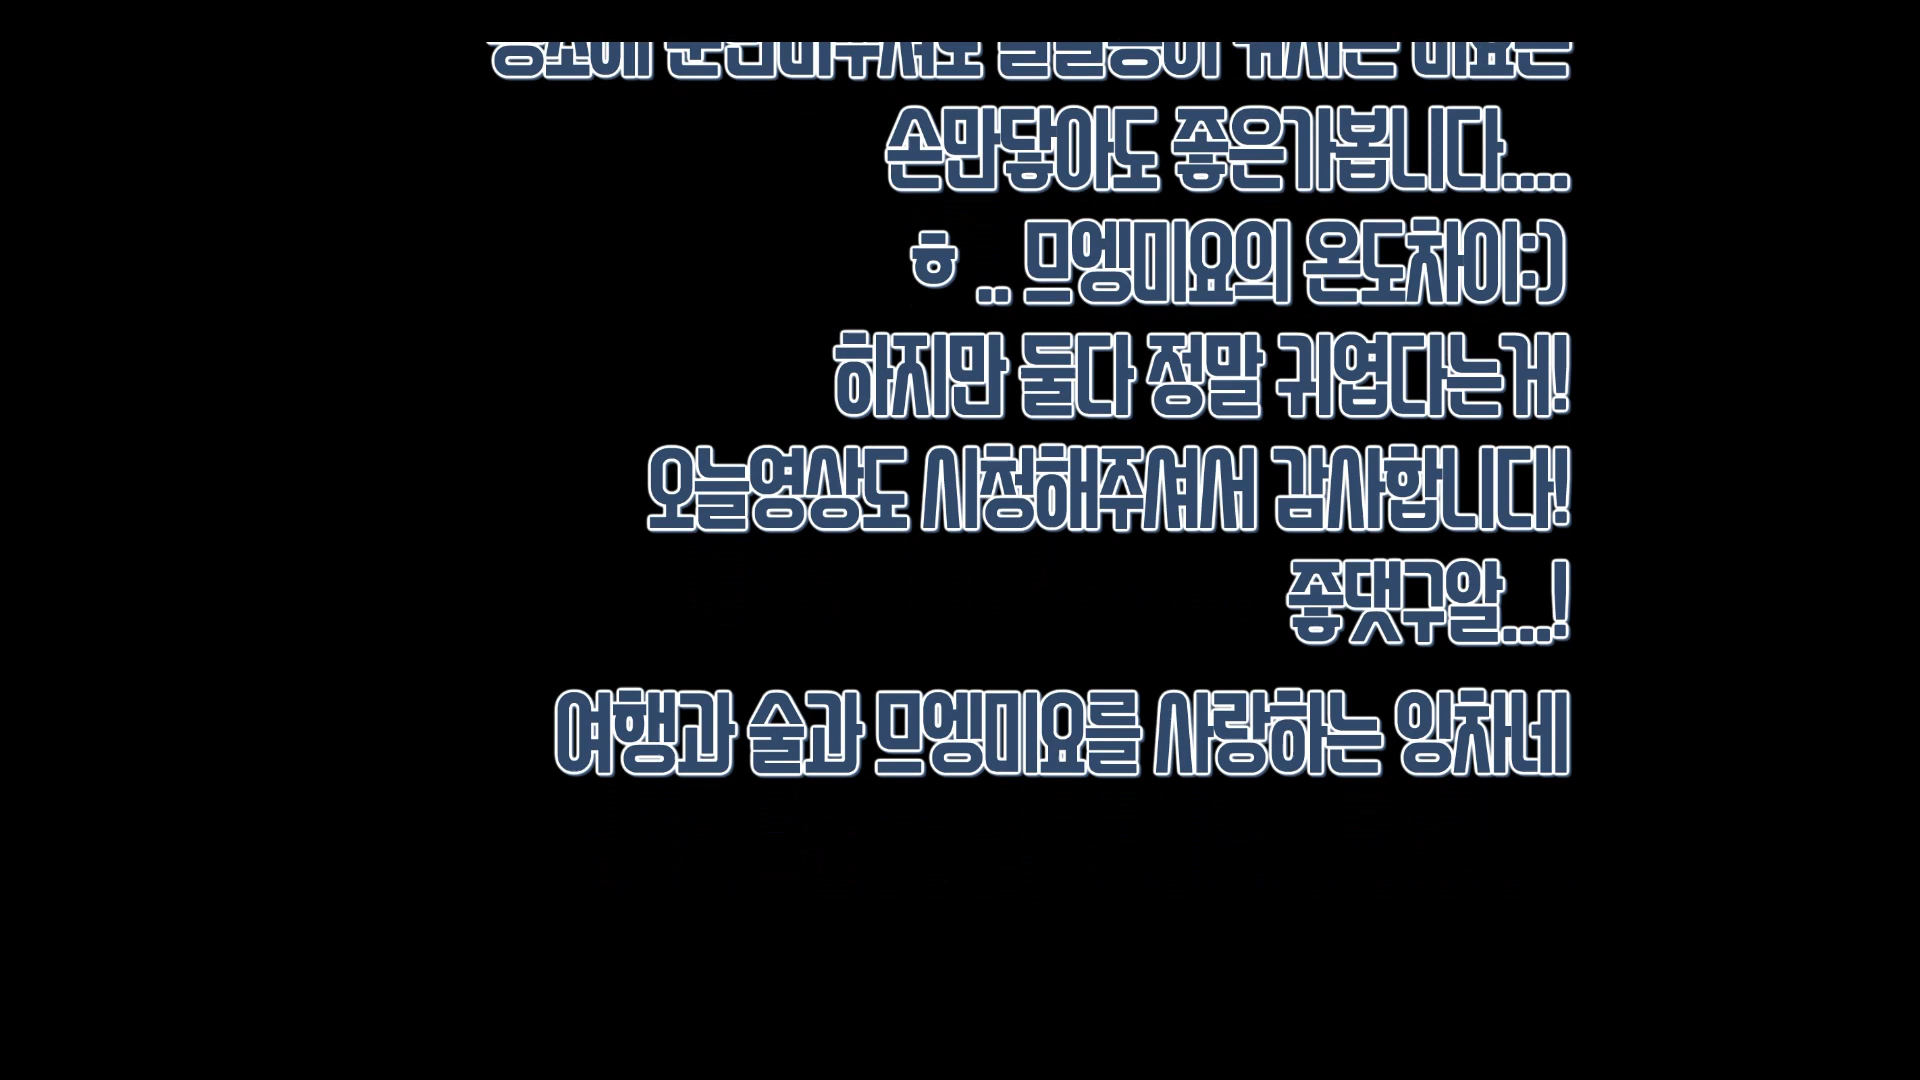 손만닿아도 좋은가봅니다....
ㅎ .. 므엥미요의 온도차이:)
하지만 둘다 정말 귀엽다는게!
오늘영상도 시청해주셔서 감사합니다!
좋댓구알...!
여행과 술과 므엥미요를 사랑하는 잉차네